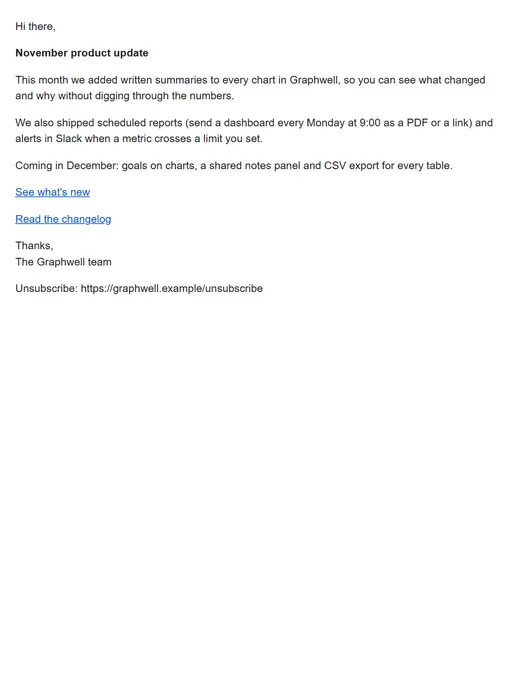 Hi there,
November product update
This month we added written summaries to every chart in Graphwell, so you can see what changed
and why without digging through the numbers.
We also shipped scheduled reports (send a dashboard every Monday at 9:00 as a PDF or a link) and
alerts in Slack when a metric crosses a limit you set.
Coming in December: goals on charts, a shared notes panel and CSV export for every table.
See what's new
Read the changelog
Thanks,
The Graphwell team
Unsubscribe: https://graphwell.example/unsubscribe